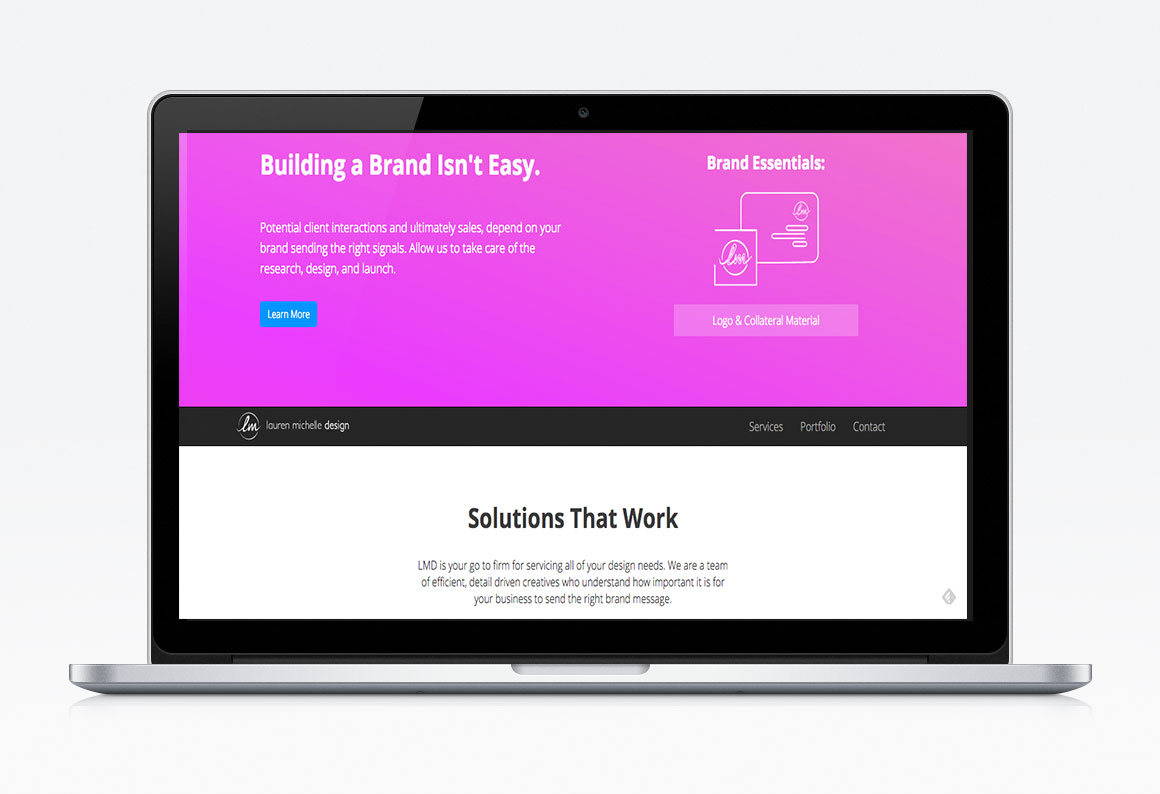 Building a Brand Isn't Easy.
Potential client interactions and ultimately sales, depend on your
brand sending the right signals. Allow us to take care of the
research, design, and launch.
Learn More
Brand Essentials:
lm
lm
Logo & Collateral Material
lm lauren michelle design
Services Portfolio Contact
Solutions That Work
LMD is your go to firm for servicing all of your design needs. We are a team
of efficient, detail driven creatives who understand how important it is for
your business to send the right brand message.